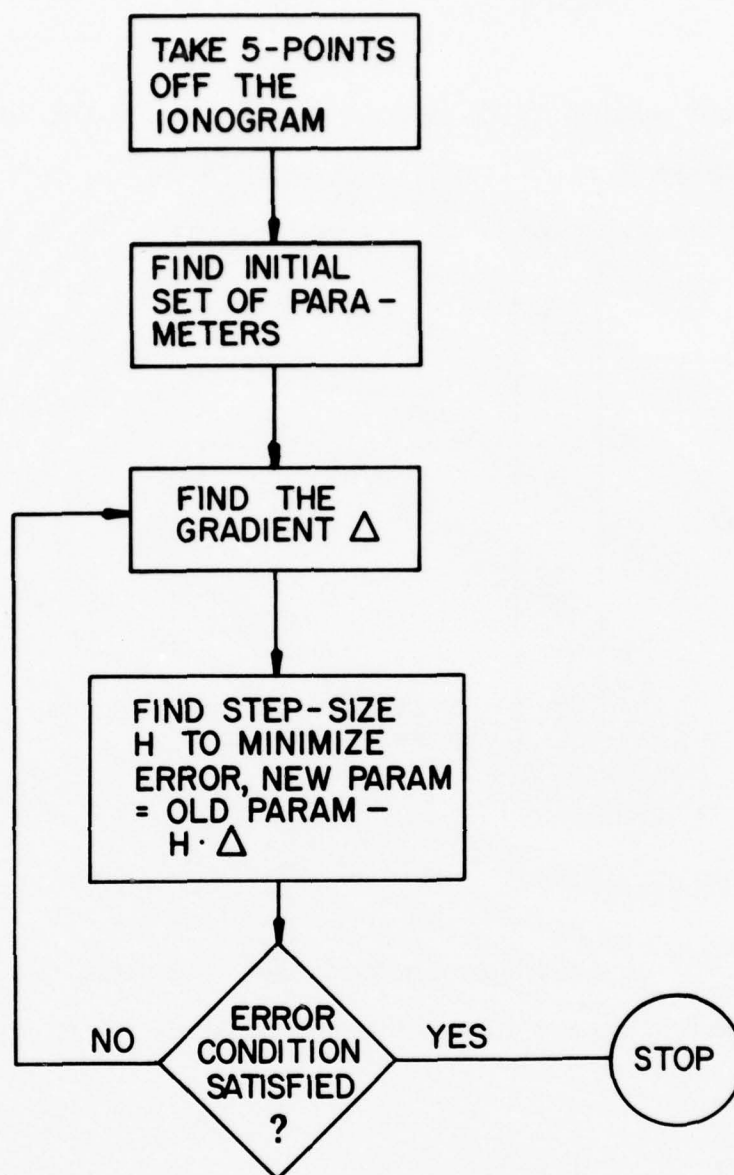 TAKE 5-POINTS
OFF THE
IONOGRAM
FIND INITIAL
SET OF PARA-
METERS
FIND THE
GRADIENT Δ
FIND STEP-SIZE
H TO MINIMIZE
ERROR, NEW PARAM
= OLD PARAM -
H · Δ
NO
ERROR
CONDITION
SATISFIED
?
YES
STOP